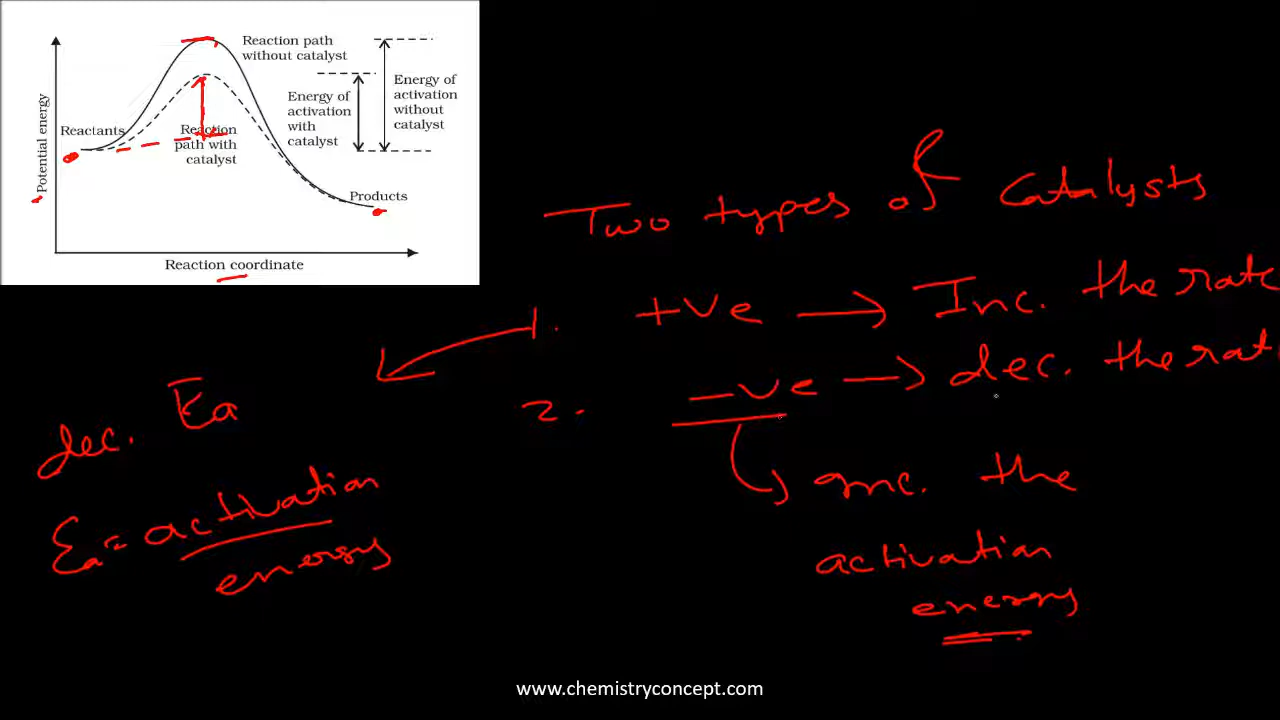 Reaction path
without catalyst
Energy of
activation
without
catalyst
Energy of
activation
with
catalyst
Reactants
Reaction
path with
catalyst
Potential energy
Products
Reaction coordinate
Two types of catalysts
1. +ve → Inc. the rate
2. -ve → dec. the rat
Inc. the
activation
energy
dec. Ea
Ea = activation
energy
www.chemistryconcept.com